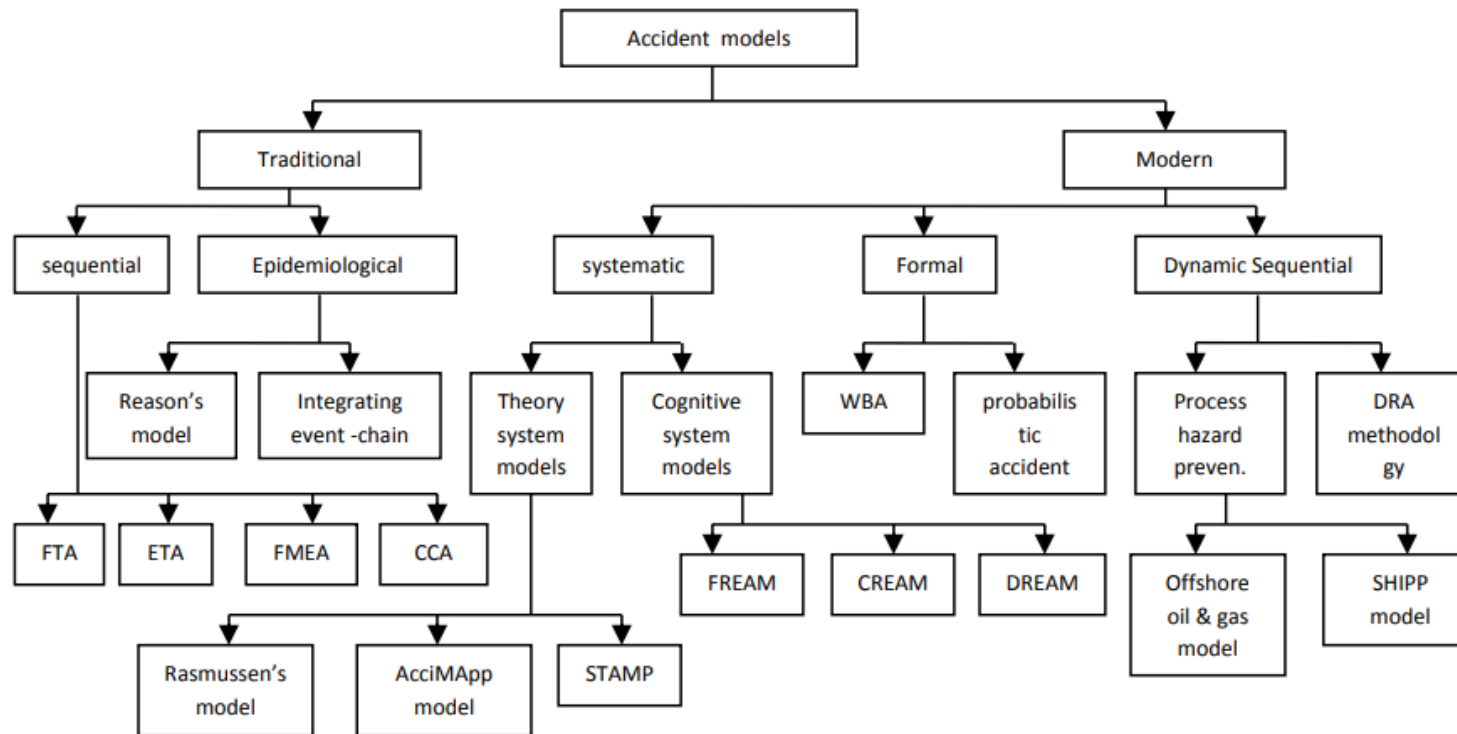 Accident models
Traditional
Modern
sequential
Epidemiological
systematic
Formal
Dynamic Sequential
Reason's
model
Integrating
event -chain
Theory
system
models
Cognitive
system
models
WBA
probabilis
tic
accident
Process
hazard
preven.
DRA
methodol
gy
FTA
ETA
FMEA
CCA
FREAM
CREAM
DREAM
Offshore
oil & gas
model
SHIPP
model
Rasmussen's
model
AcciMApp
model
STAMP